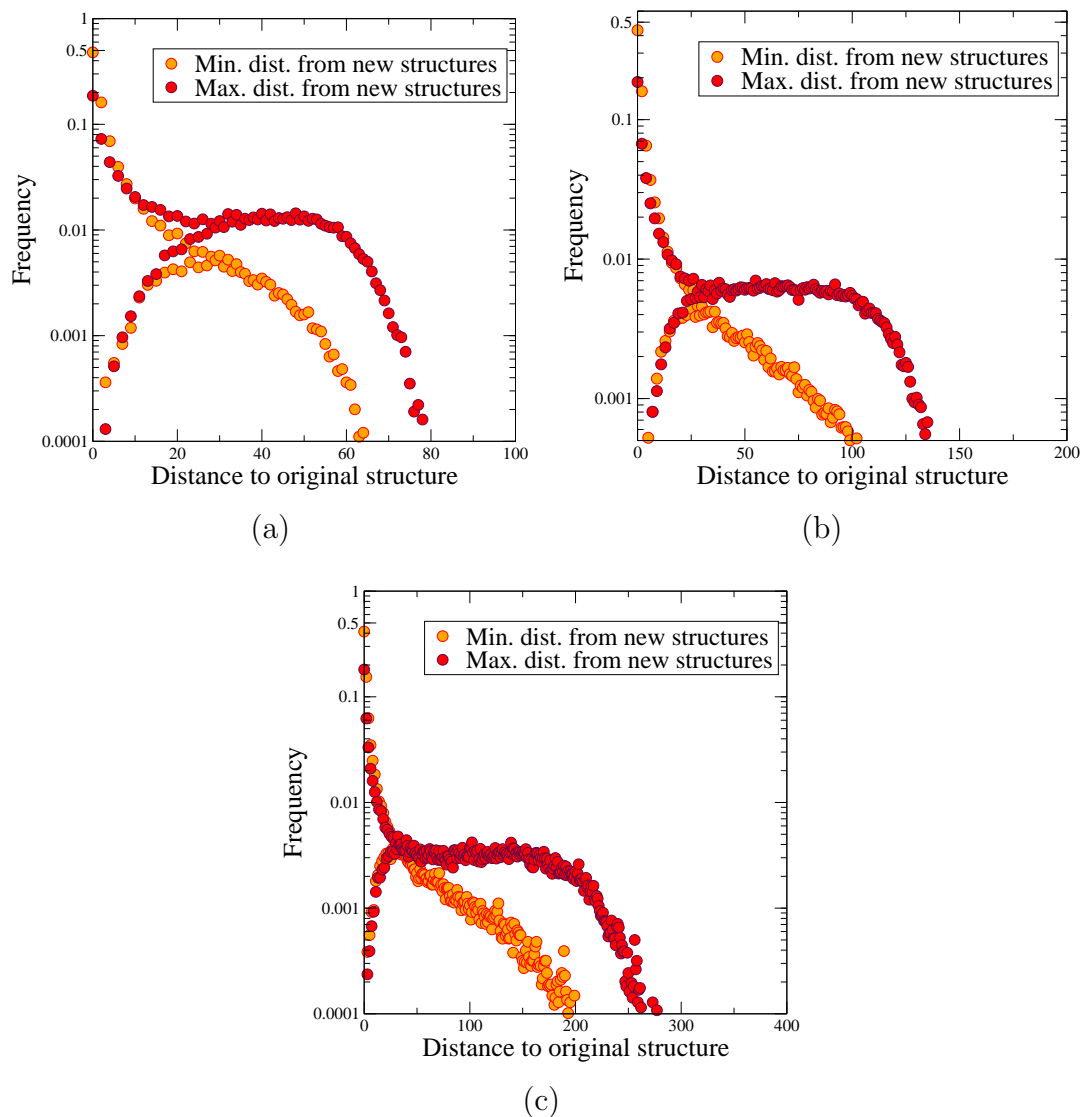 1
0.5
0.1
0.01
0.001
0.0001
Frequency
Min. dist. from new structures
Max. dist. from new structures
0 20 40 60 80 100
Distance to original structure
(a)
0.5
0.1
0.01
0.001
Frequency
Min. dist. from new structures
Max. dist. from new structures
0 50 100 150 200
Distance to original structure
(b)
1
0.5
0.1
0.01
0.001
0.0001
Frequency
Min. dist. from new structures
Max. dist. from new structures
0 100 200 300 400
Distance to original structure
(c)